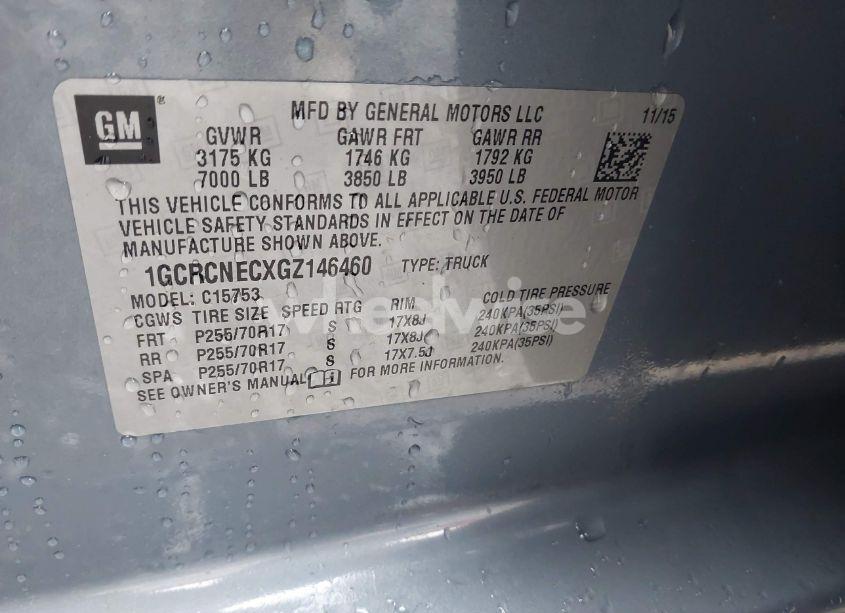 GM
MFD BY GENERAL MOTORS LLC 11/15
GVWR GAWR FRT GAWR RR
3175 KG 1746 KG 1792 KG
7000 LB 3850 LB 3950 LB
THIS VEHICLE CONFORMS TO ALL APPLICABLE U.S. FEDERAL MOTOR
VEHICLE SAFETY STANDARDS IN EFFECT ON THE DATE OF
MANUFACTURE SHOWN ABOVE.
1GCRCNECXGZ146460 TYPE: TRUCK
MODEL: C15753
CGWS TIRE SIZE SPEED RTG RIM COLD TIRE PRESSURE
FRT P255/70R17 S 17X8J 240KPA(35PSI)
RR P255/70R17 S 17X8J 240KPA(35PSI)
SPA P255/70R17 S 17X7.5J 240KPA(35PSI)
SEE OWNER'S MANUAL FOR MORE INFORMATION.